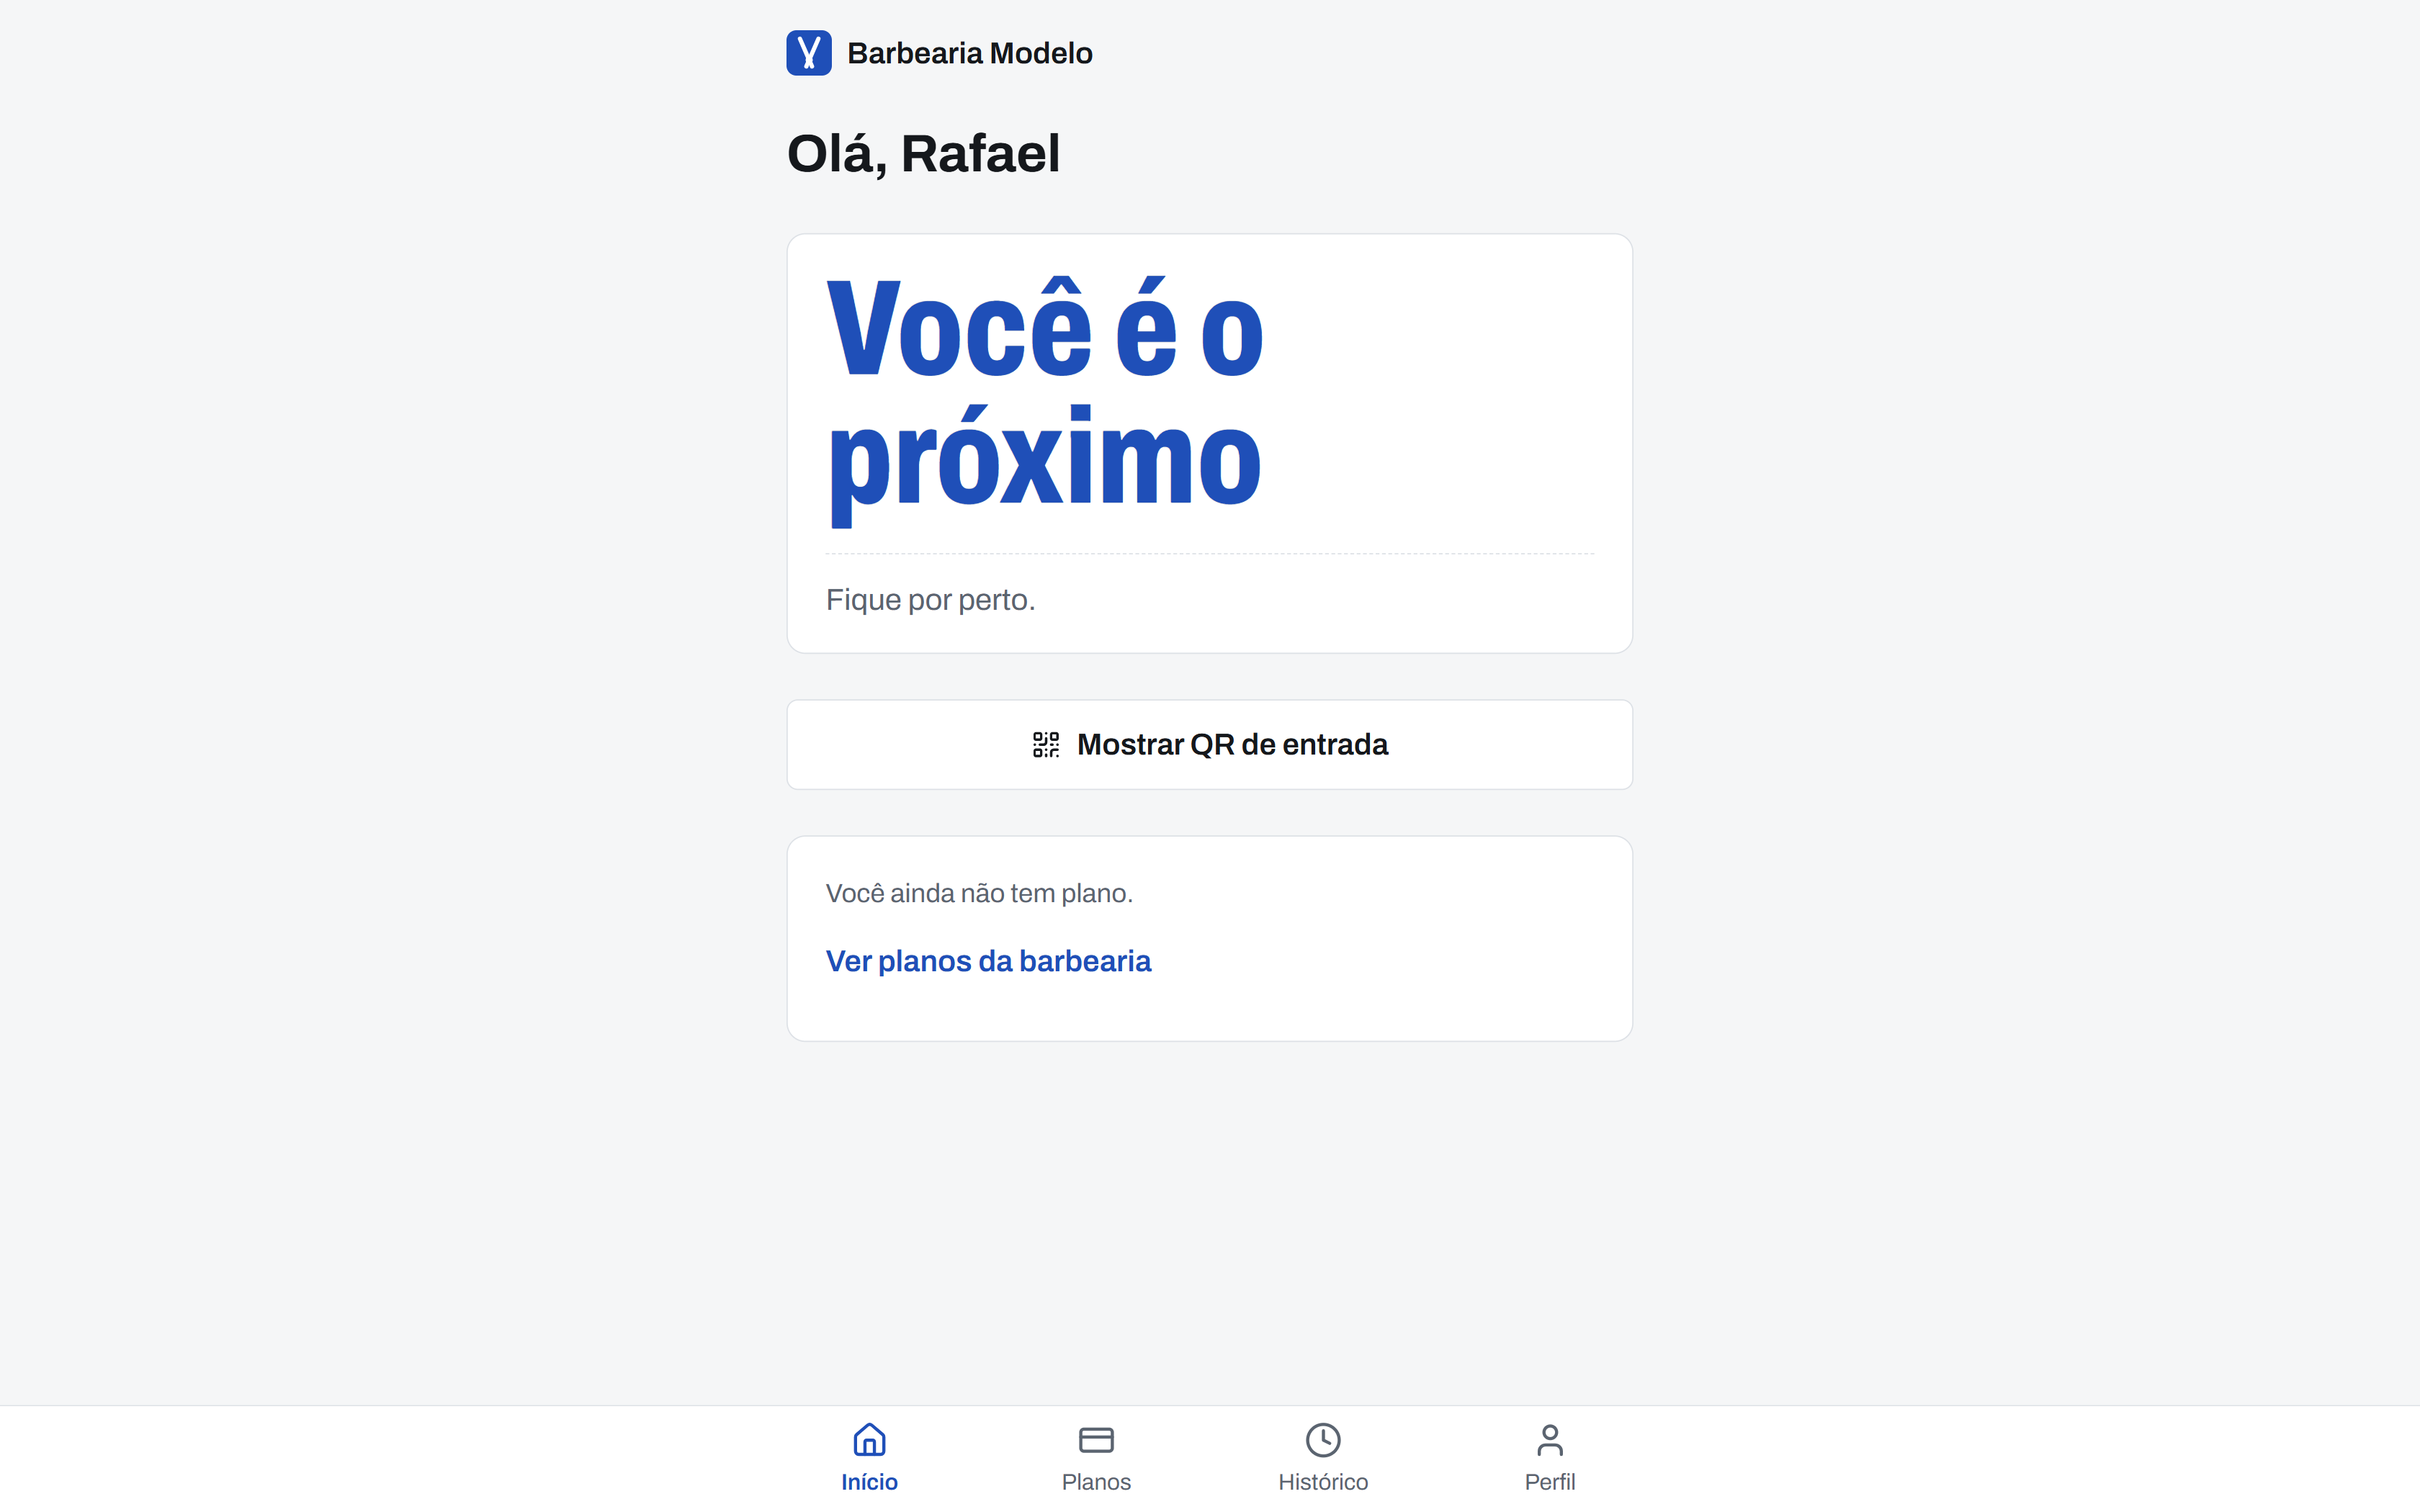 Barbearia Modelo
Olá, Rafael
Você é o
próximo
Fique por perto.
Mostrar QR de entrada
Você ainda não tem plano.
Ver planos da barbearia
Início
Planos
Histórico
Perfil